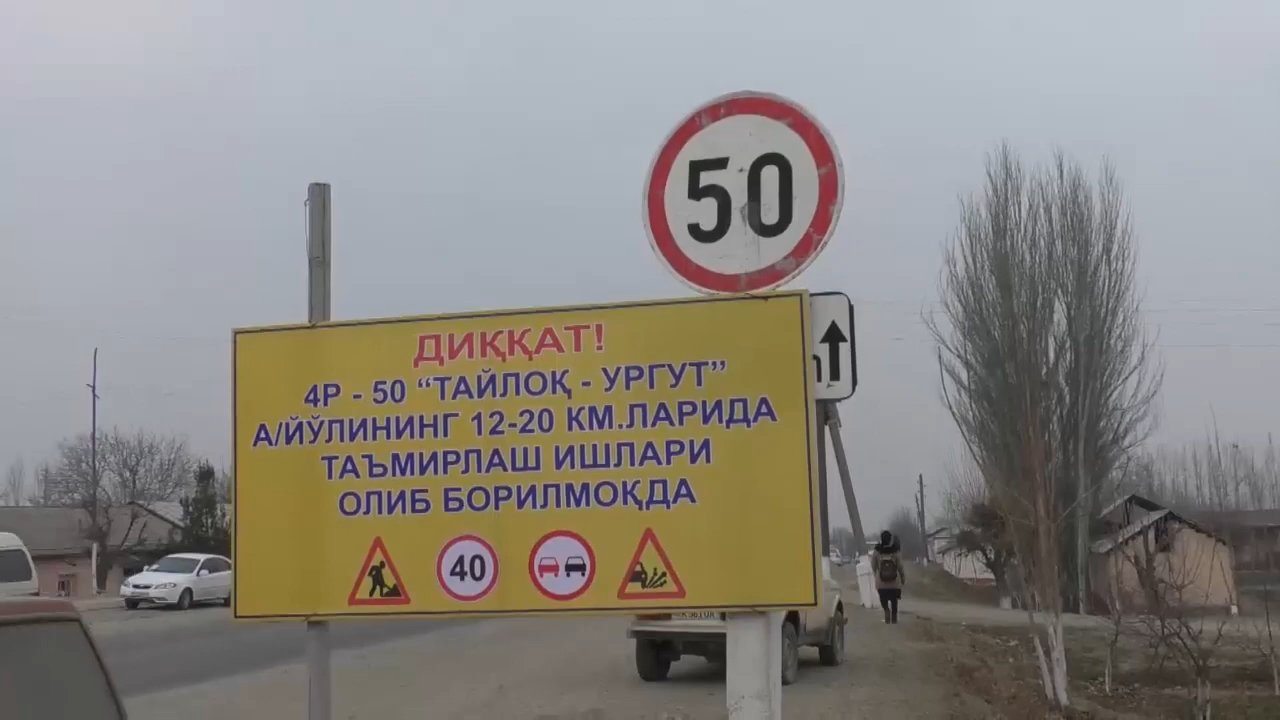 50
ДИҚҚАТ!
4Р - 50 “ТАЙЛОҚ - УРГУТ”
А/ЙЎЛИНИНГ 12-20 КМ.ЛАРИДА
ТАЪМИРЛАШ ИШЛАРИ
ОЛИБ БОРИЛМОҚДА
40